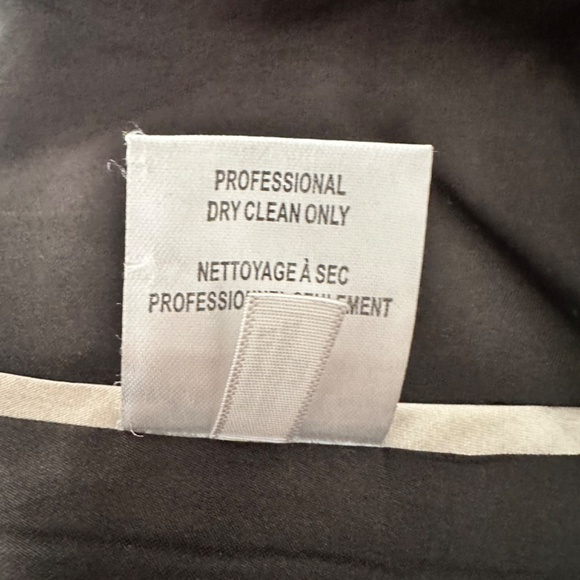 PROFESSIONAL
DRY CLEAN ONLY
NETTOYAGE À SEC